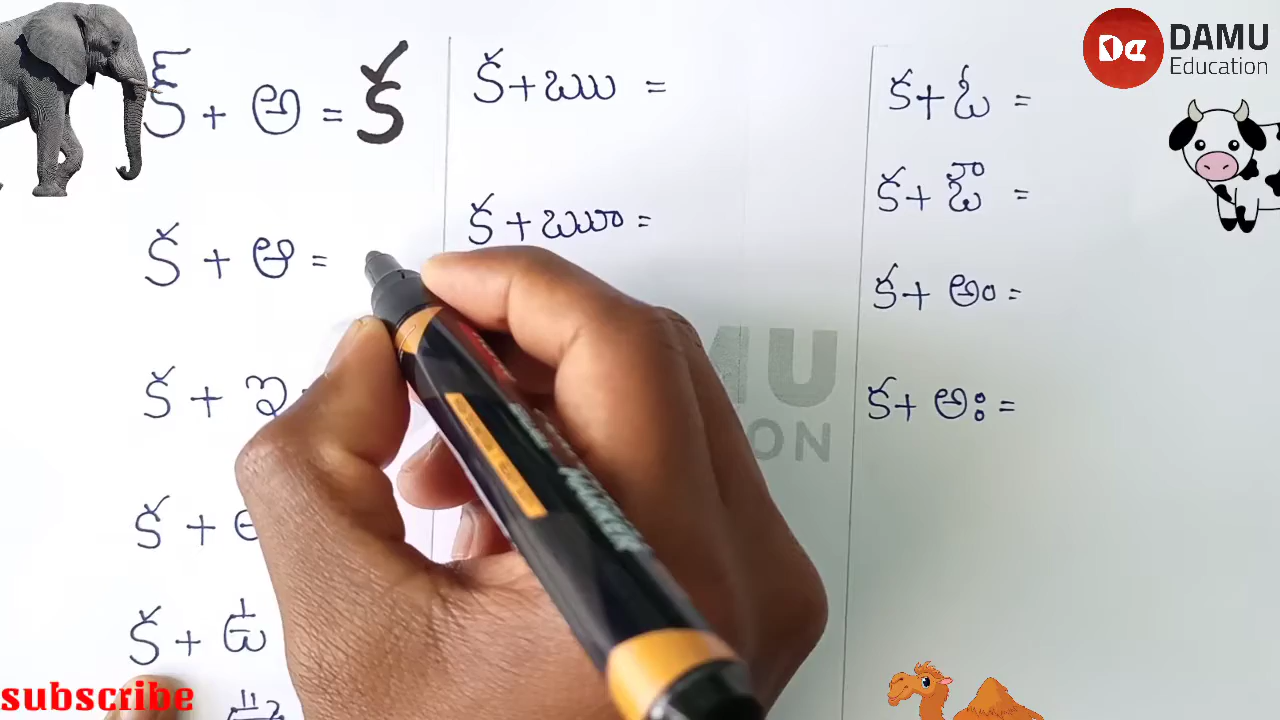 క్ + అ = క
క + ఆ =
క + ఇ
క +
క + ఉ
క+ఋ =
క + ౠ =
క+ ఓ =
క+ ఔ =
క+ అం =
క+ అః =
DAMU
Education
subscribe